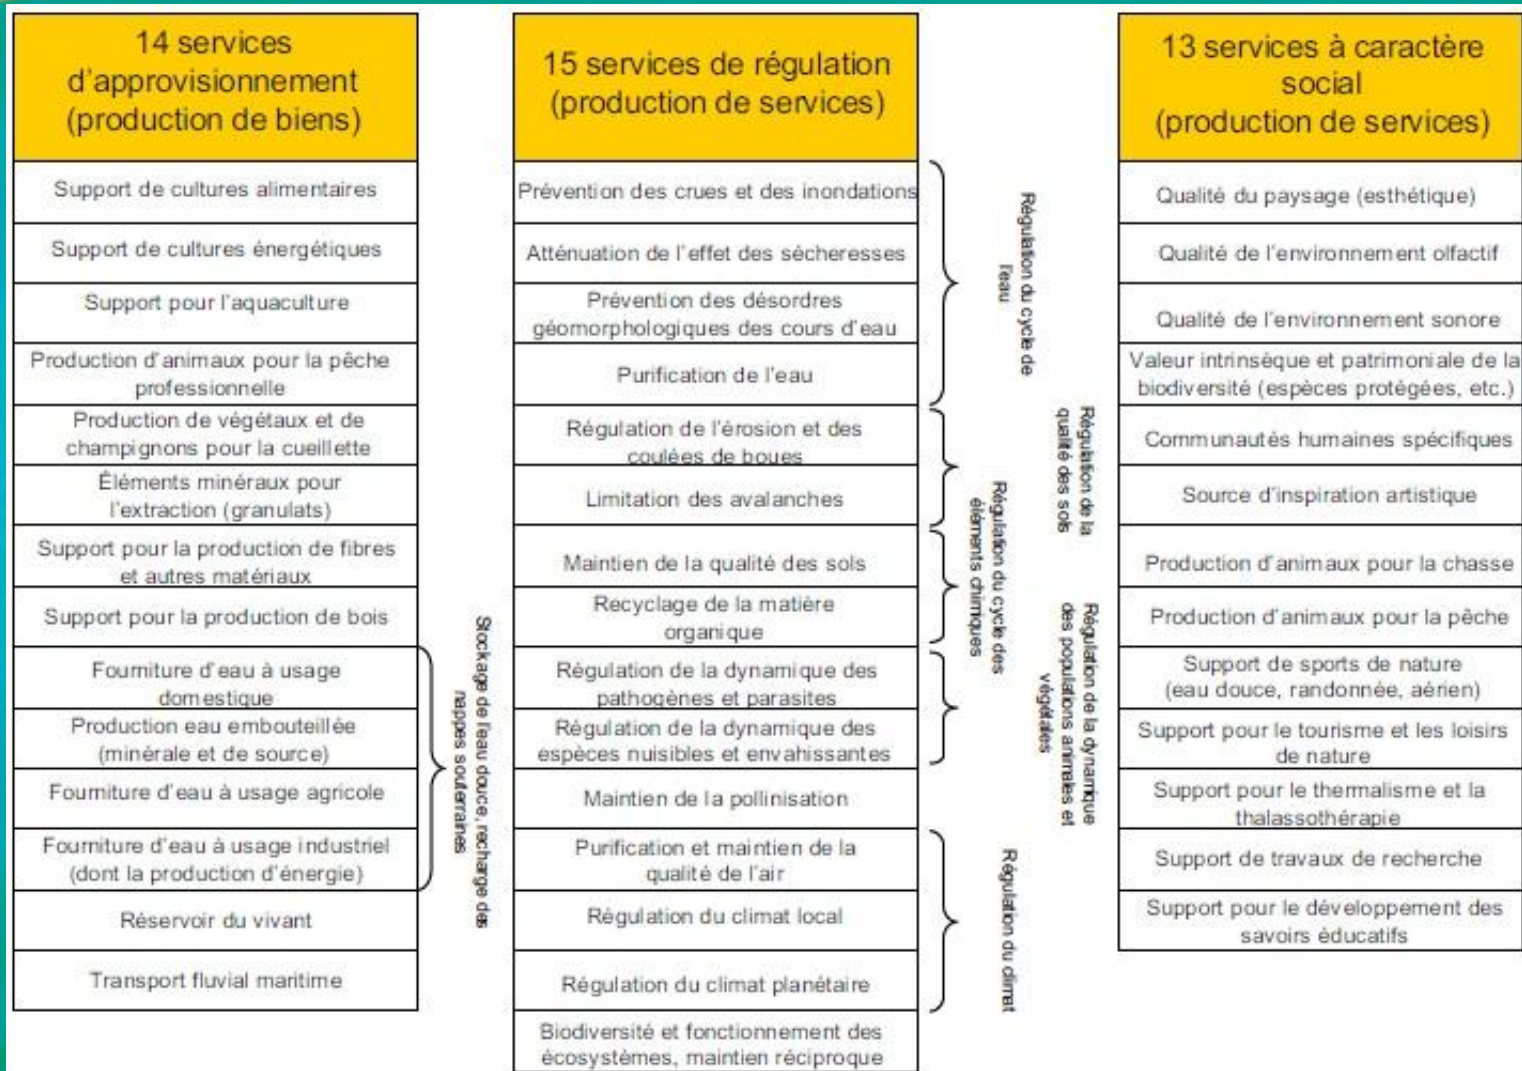 14 services
d'approvisionnement
(production de biens)
Support de cultures alimentaires
Support de cultures énergétiques
Support pour l'aquaculture
Production d'animaux pour la pêche
professionnelle
Production de végétaux et de
champignons pour la cueillette
Éléments minéraux pour
l'extraction (granulats)
Support pour la production de fibres
et autres matériaux
Support pour la production de bois
Fourniture d'eau à usage
domestique
Production eau embouteillée
(minérale et de source)
Fourniture d'eau à usage agricole
Fourniture d'eau à usage industriel
(dont la production d'énergie)
Réservoir du vivant
Transport fluvial maritime
Stockage de l'eau douce, recharge des
nappes souterraines
15 services de régulation
(production de services)
Prévention des crues et des inondations
Atténuation de l'effet des sécheresses
Prévention des désordres
géomorphologiques des cours d'eau
Purification de l'eau
Régulation de l'érosion et des
coulées de boues
Limitation des avalanches
Maintien de la qualité des sols
Recyclage de la matière
organique
Régulation de la dynamique des
pathogènes et parasites
Régulation de la dynamique des
espèces nuisibles et envahissantes
Maintien de la pollinisation
Purification et maintien de la
qualité de l'air
Régulation du climat local
Régulation du climat planétaire
Biodiversité et fonctionnement des
écosystèmes, maintien réciproque
Régulation du cycle de
l'eau
Régulation de la
qualité des sols
Régulation du cycle des
éléments chimiques
Régulation de la dynamique
des populations animales et
végétales
Régulation du climat
13 services à caractère
social
(production de services)
Qualité du paysage (esthétique)
Qualité de l'environnement olfactif
Qualité de l'environnement sonore
Valeur intrinsèque et patrimoniale de la
biodiversité (espèces protégées, etc.)
Communautés humaines spécifiques
Source d'inspiration artistique
Production d'animaux pour la chasse
Production d'animaux pour la pêche
Support de sports de nature
(eau douce, randonnée, aérien)
Support pour le tourisme et les loisirs
de nature
Support pour le thermalisme et la
thalassothérapie
Support de travaux de recherche
Support pour le développement des
savoirs éducatifs